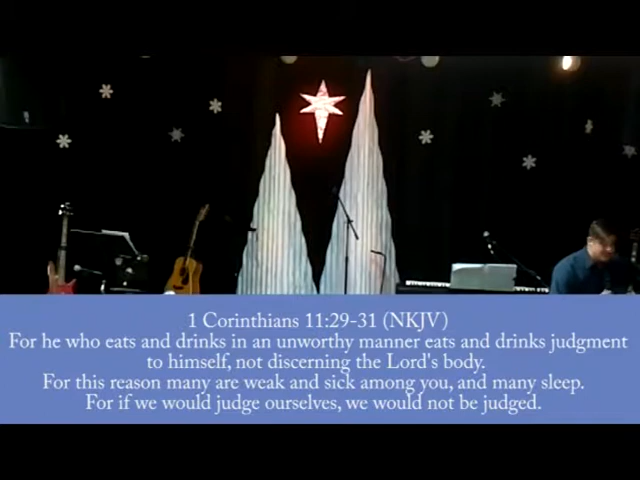 1 Corinthians 11:29-31 (NKJV)
For he who eats and drinks in an unworthy manner eats and drinks judgment
to himself, not discerning the Lord's body.
For this reason many are weak and sick among you, and many sleep.
For if we would judge ourselves, we would not be judged.